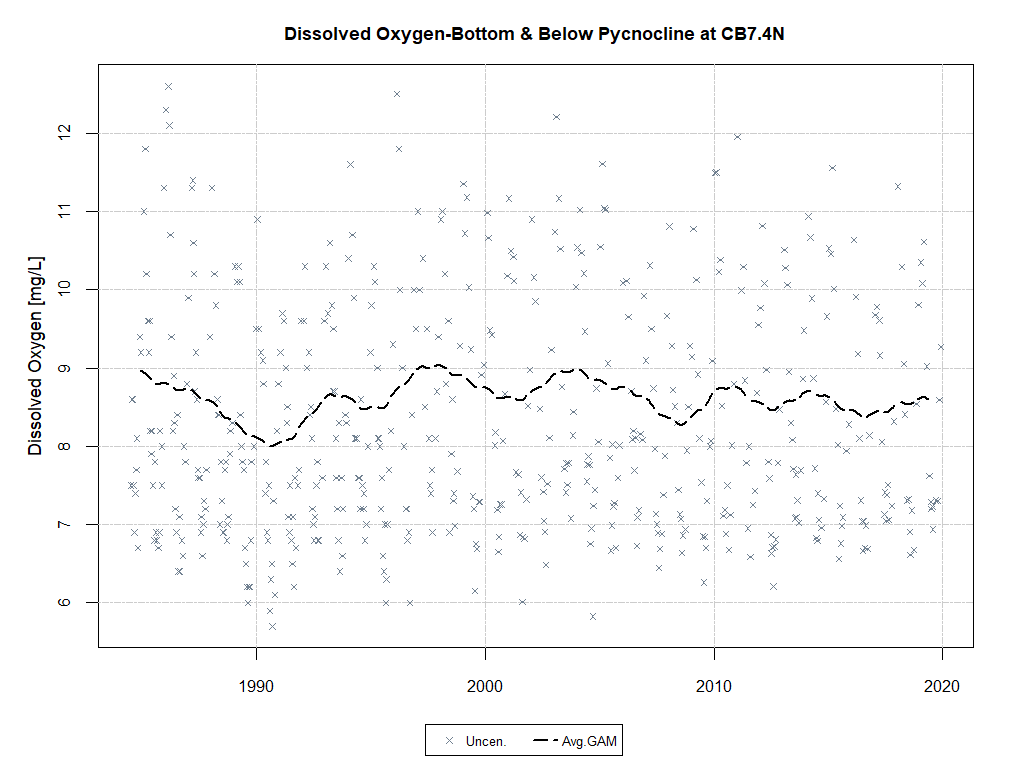 Dissolved Oxygen-Bottom & Below Pycnocline at CB7.4N
Dissolved Oxygen [mg/L]
12
11
10
9
8
7
6
1990 2000 2010 2020
Uncen. Avg.GAM